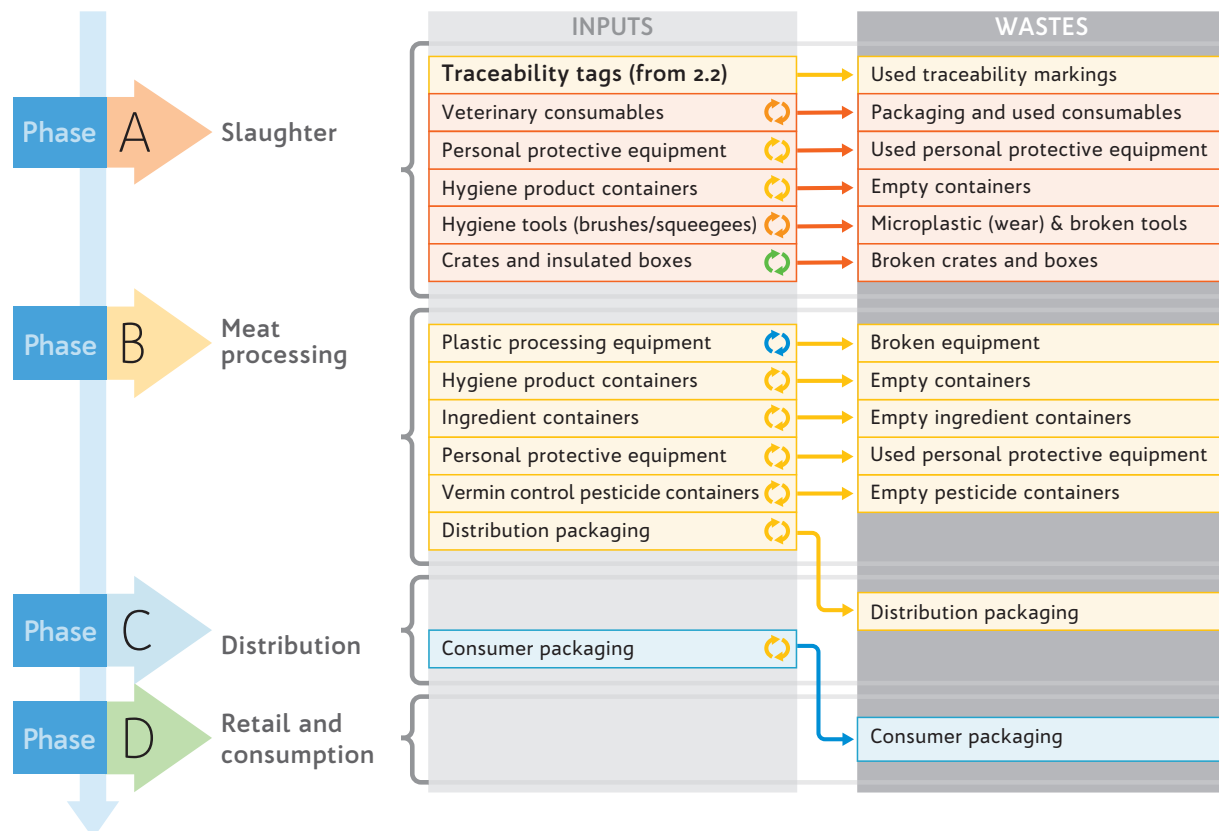 INPUTS
WASTES
Phase A
Slaughter
Traceability tags (from 2.2)
Used traceability markings
Veterinary consumables
Packaging and used consumables
Personal protective equipment
Used personal protective equipment
Hygiene product containers
Empty containers
Hygiene tools (brushes/squeegees)
Microplastic (wear) & broken tools
Crates and insulated boxes
Broken crates and boxes
Phase B
Meat
processing
Plastic processing equipment
Broken equipment
Hygiene product containers
Empty containers
Ingredient containers
Empty ingredient containers
Personal protective equipment
Used personal protective equipment
Vermin control pesticide containers
Empty pesticide containers
Distribution packaging
Phase C
Distribution
Distribution packaging
Consumer packaging
Phase D
Retail and
consumption
Consumer packaging